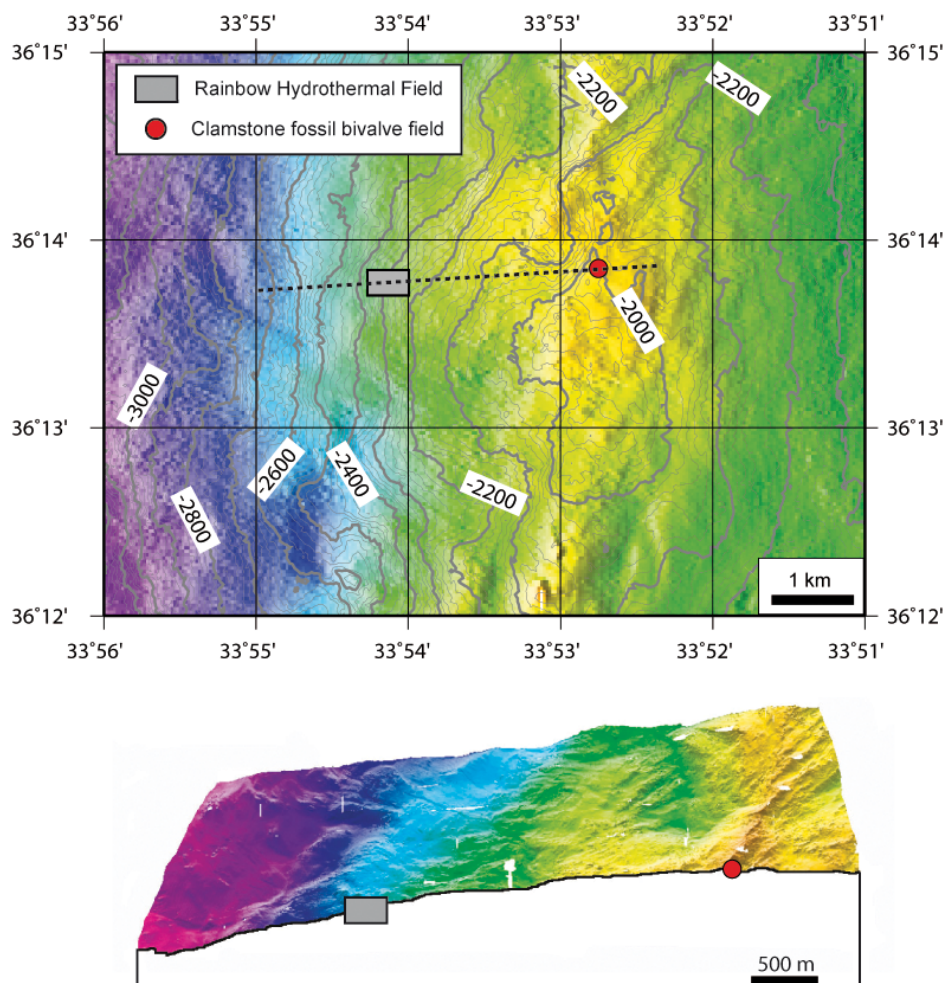 33°56' 33°55' 33°54' 33°53' 33°52' 33°51'
36°15' 36°15'
Rainbow Hydrothermal Field
Clamstone fossil bivalve field
-2200
-2200
36°14' 36°14'
-2000
-3000
36°13' 36°13'
-2600
-2400
-2200
-2800
1 km
36°12' 36°12'
33°56' 33°55' 33°54' 33°53' 33°52' 33°51'
500 m